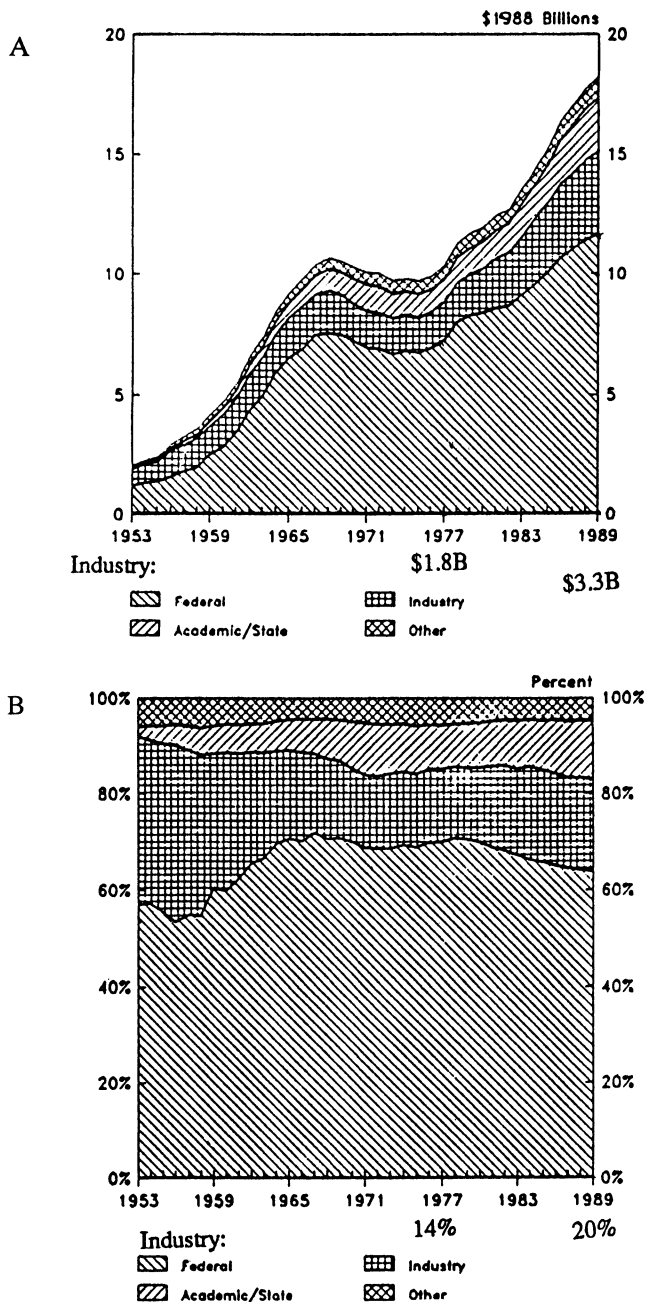 A
$1988 Billions
20 20
15 15
10 10
5 5
0 0
1953 1959 1965 1971 1977 1983 1989
Industry: $1.8B $3.3B
Federal Industry
Academic/State Other
B
Percent
100% 100%
80% 80%
60% 60%
40% 40%
20% 20%
0% 0%
1953 1959 1965 1971 1977 1983 1989
Industry: 14% 20%
Federal Industry
Academic/State Other